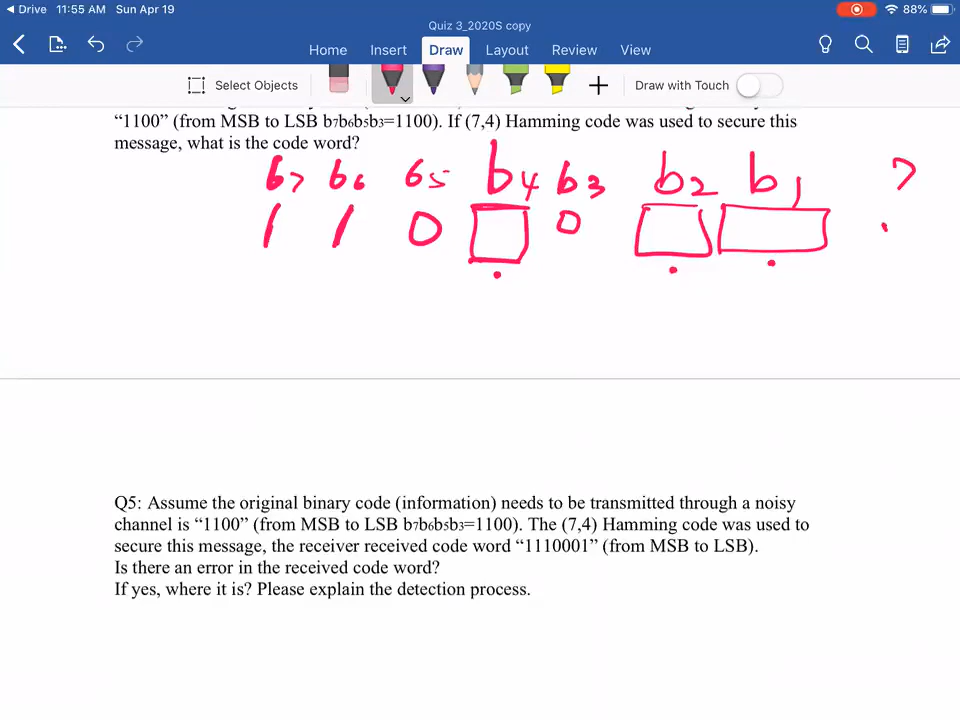 Drive 11:55 AM Sun Apr 19 88%
Quiz 3_2020S copy
Home Insert Draw Layout Review View
Select Objects Draw with Touch
"1100" (from MSB to LSB b7b6b5b3=1100). If (7,4) Hamming code was used to secure this
message, what is the code word?
b7 b6 b5 b4 b3 b2 b1 ?
1 1 0 0
Q5: Assume the original binary code (information) needs to be transmitted through a noisy
channel is "1100" (from MSB to LSB b7b6b5b3=1100). The (7,4) Hamming code was used to
secure this message, the receiver received code word "1110001" (from MSB to LSB).
Is there an error in the received code word?
If yes, where it is? Please explain the detection process.